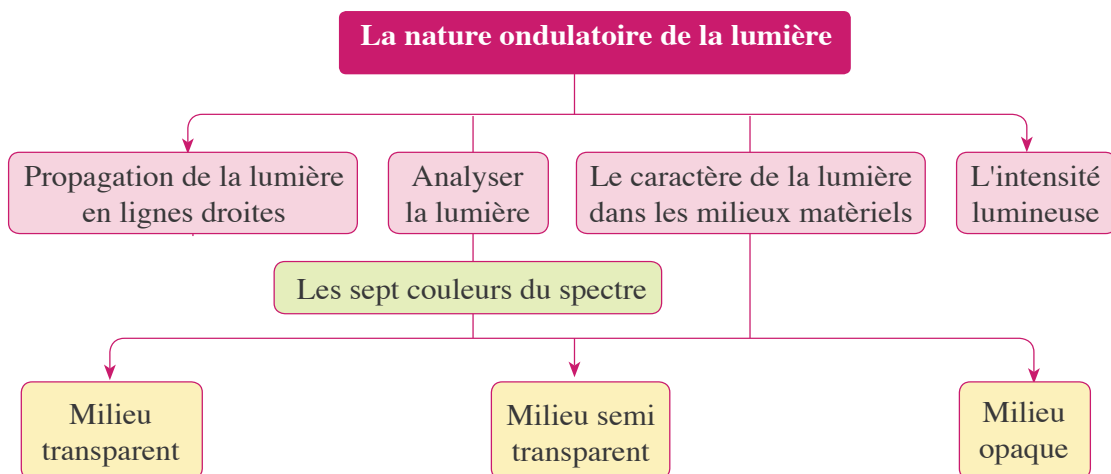 La nature ondulatoire de la lumière
Propagation de la lumière
en lignes droites
Analyser
la lumière
Le caractère de la lumière
dans les milieux matèriels
L'intensité
lumineuse
Les sept couleurs du spectre
Milieu
transparent
Milieu semi
transparent
Milieu
opaque